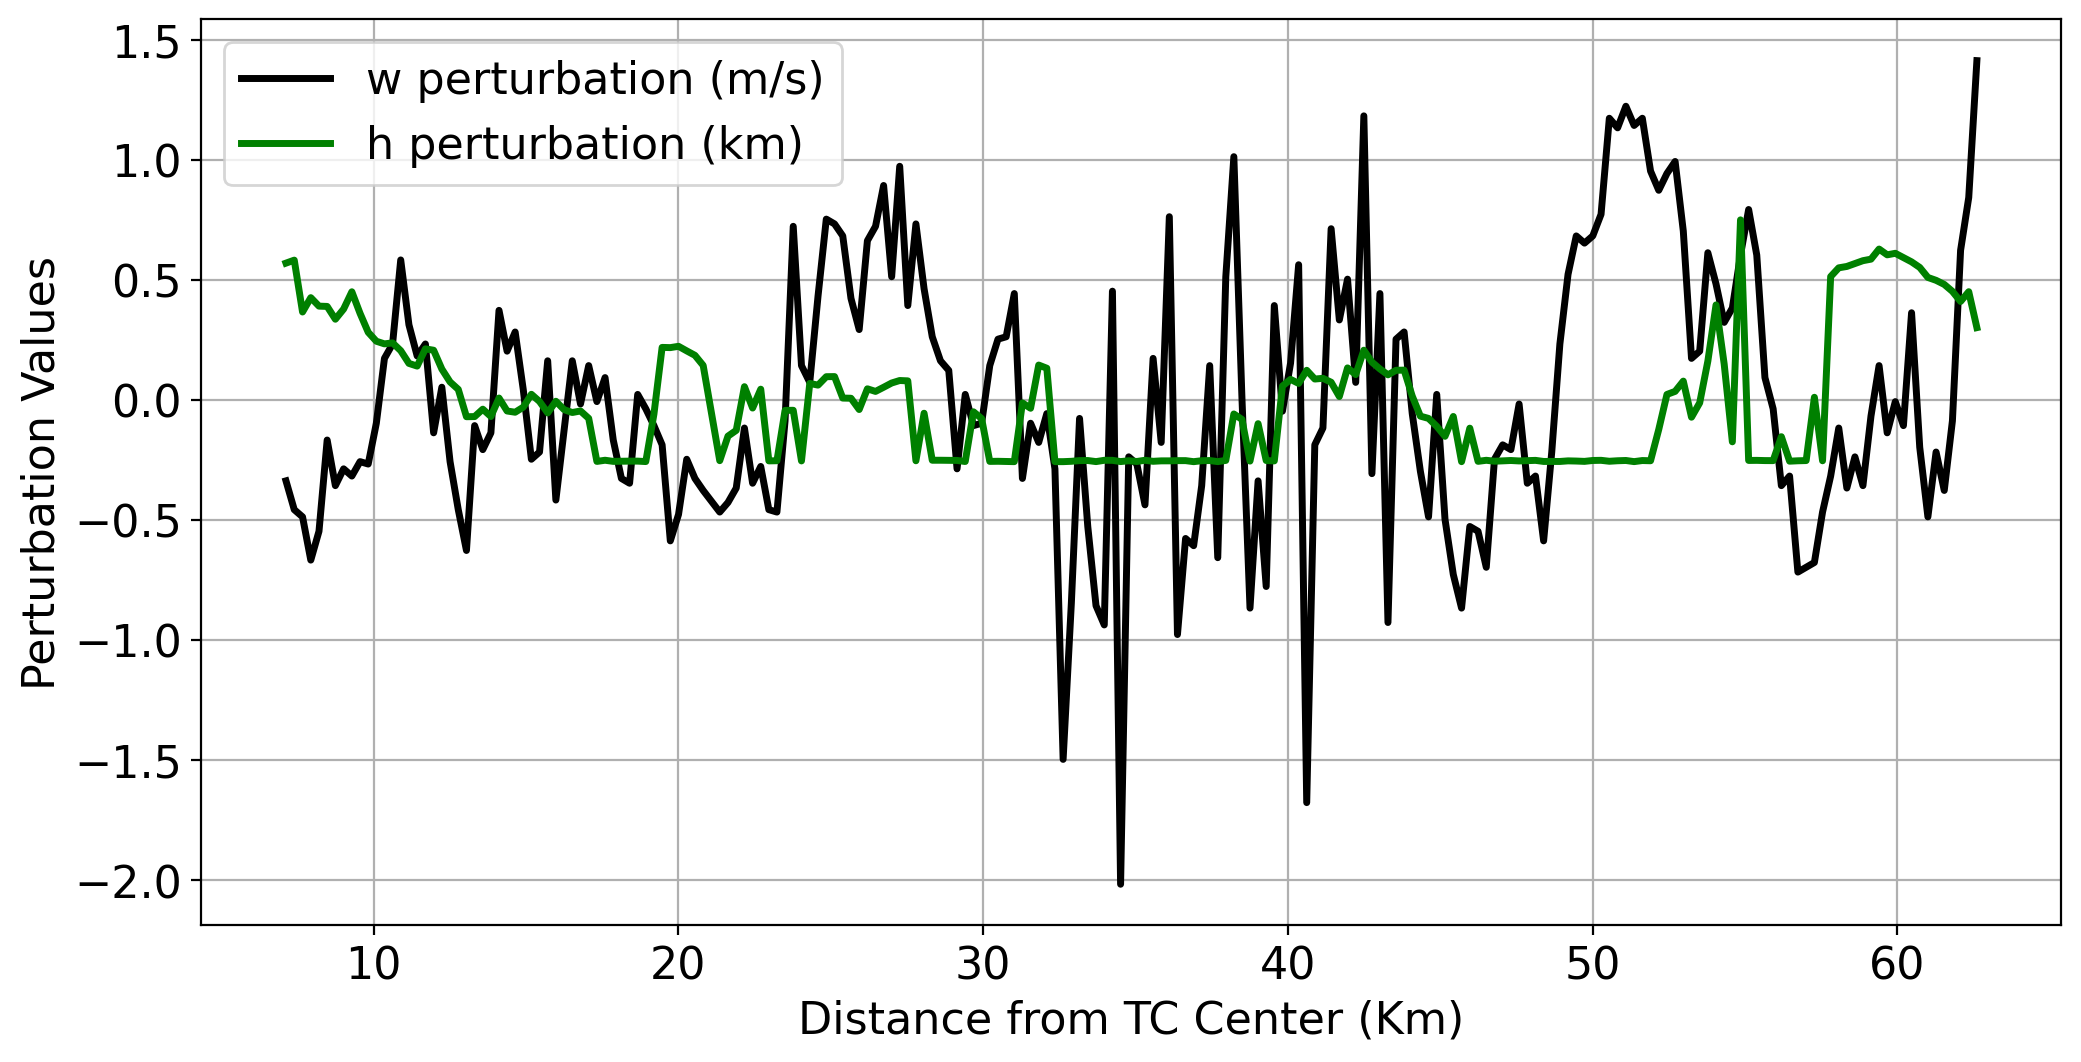 w perturbation (m/s)
h perturbation (km)
1.5
1.0
0.5
0.0
−0.5
−1.0
−1.5
−2.0
Perturbation Values
10 20 30 40 50 60
Distance from TC Center (Km)